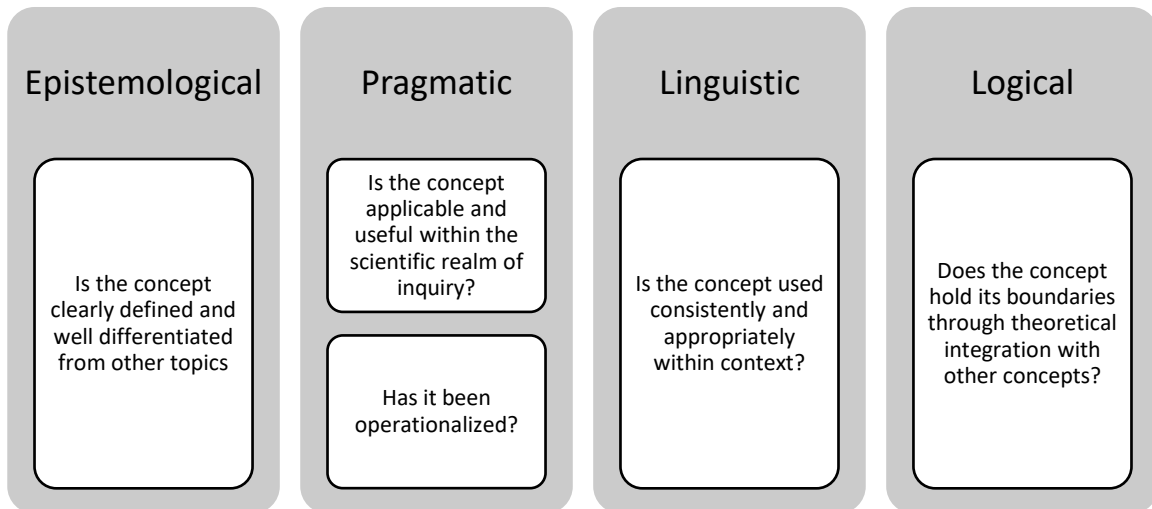 Epistemological
Is the concept
clearly defined and
well differentiated
from other topics
Pragmatic
Is the concept
applicable and
useful within the
scientific realm of
inquiry?
Has it been
operationalized?
Linguistic
Is the concept used
consistently and
appropriately
within context?
Logical
Does the concept
hold its boundaries
through theoretical
integration with
other concepts?